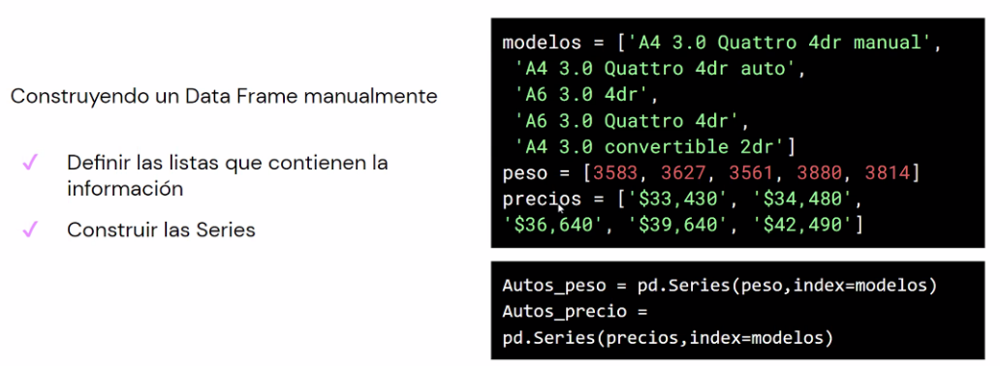 Construyendo un Data Frame manualmente
✓ Definir las listas que contienen la
información
✓ Construir las Series
modelos = ['A4 3.0 Quattro 4dr manual',
'A4 3.0 Quattro 4dr auto',
'A6 3.0 4dr',
'A6 3.0 Quattro 4dr',
'A4 3.0 convertible 2dr']
peso = [3583, 3627, 3561, 3880, 3814]
precios = ['$33,430', '$34,480',
'$36,640', '$39,640', '$42,490']
Autos_peso = pd.Series(peso,index=modelos)
Autos_precio =
pd.Series(precios,index=modelos)